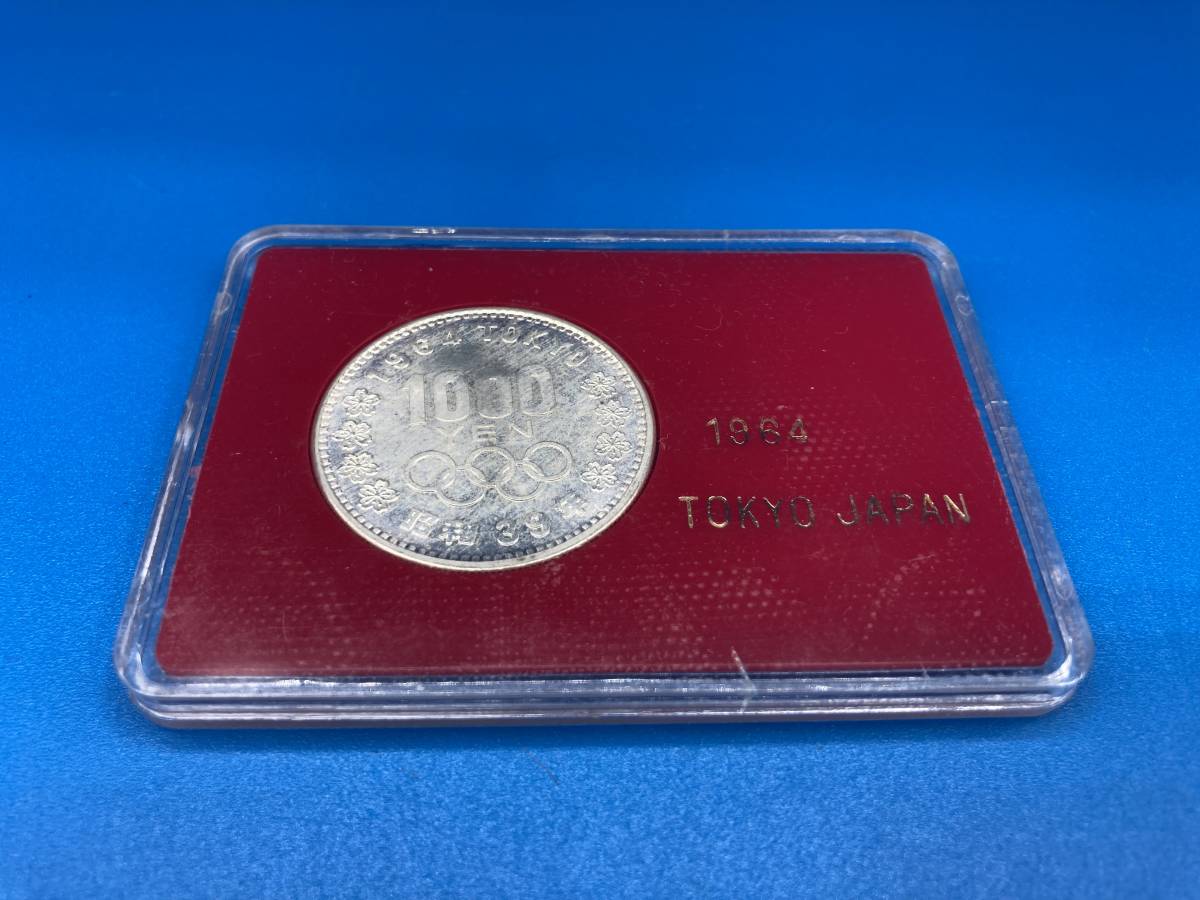 1964 TOKYO
1000
YEN
昭和 39 年
1964
TOKYO JAPAN